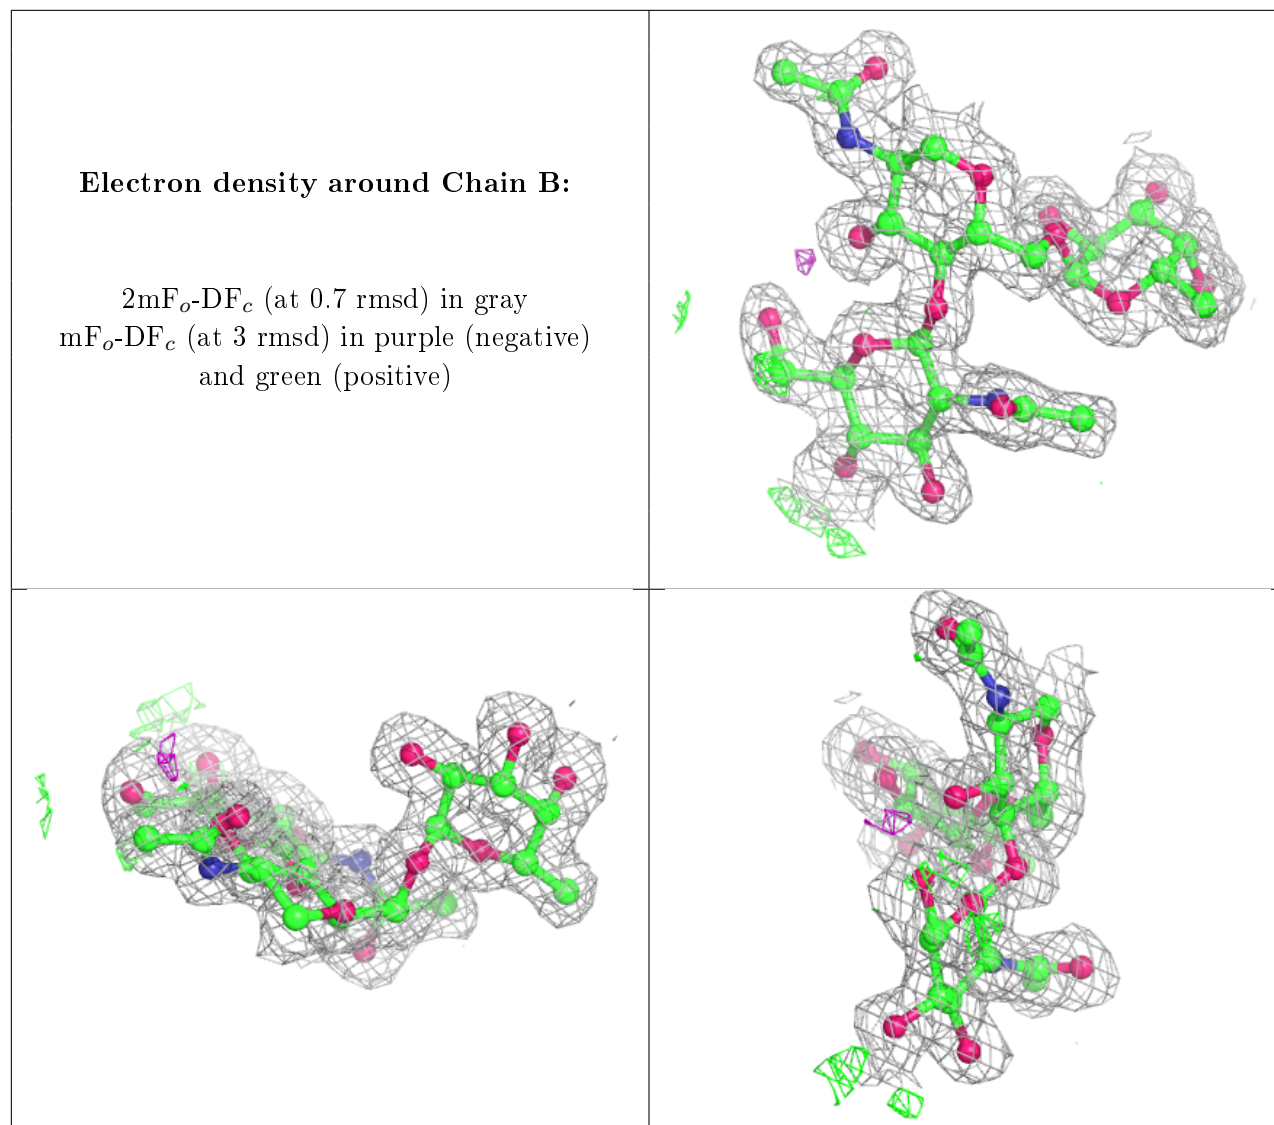 Electron density around Chain B:
2mFₒ-DF𝒸 (at 0.7 rmsd) in gray
mFₒ-DF𝒸 (at 3 rmsd) in purple (negative)
and green (positive)